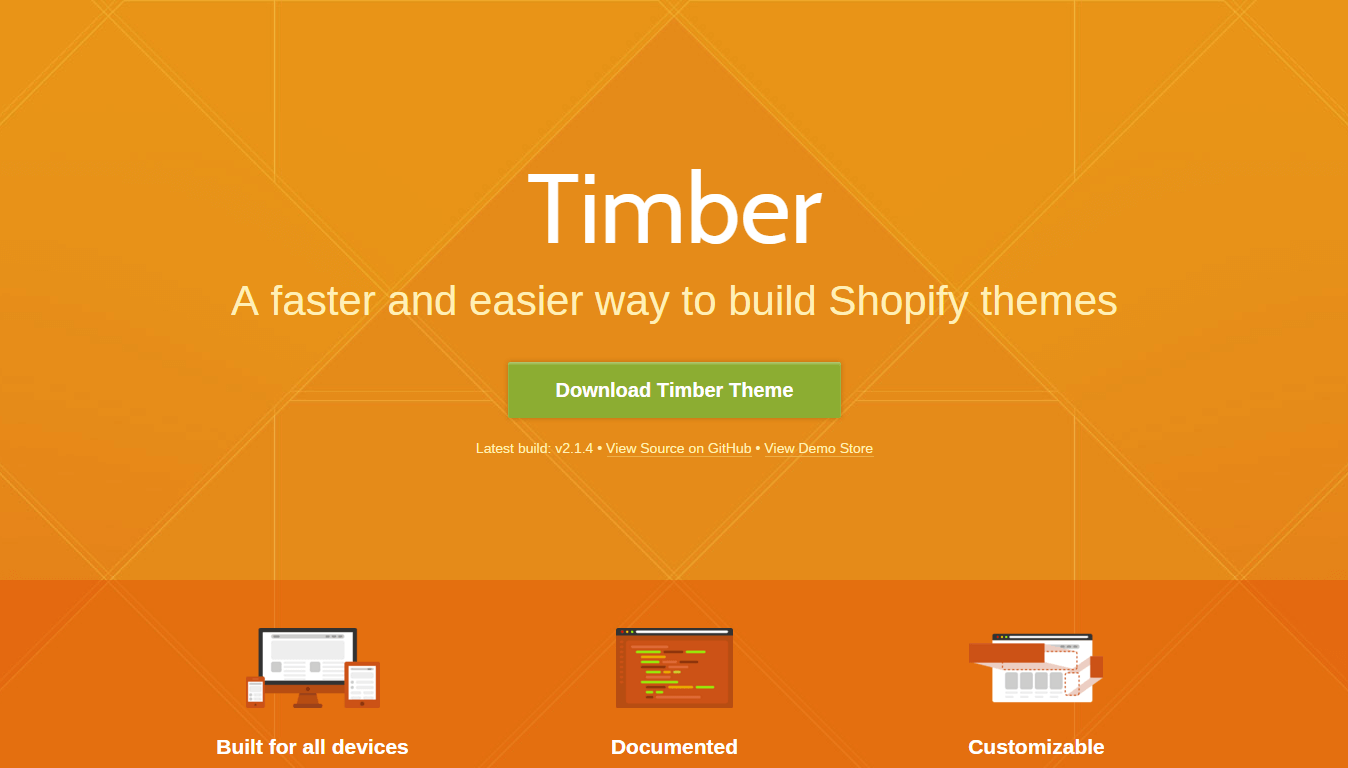 Timber
A faster and easier way to build Shopify themes
Download Timber Theme
Latest build: v2.1.4 • View Source on GitHub • View Demo Store
Built for all devices
Documented
Customizable